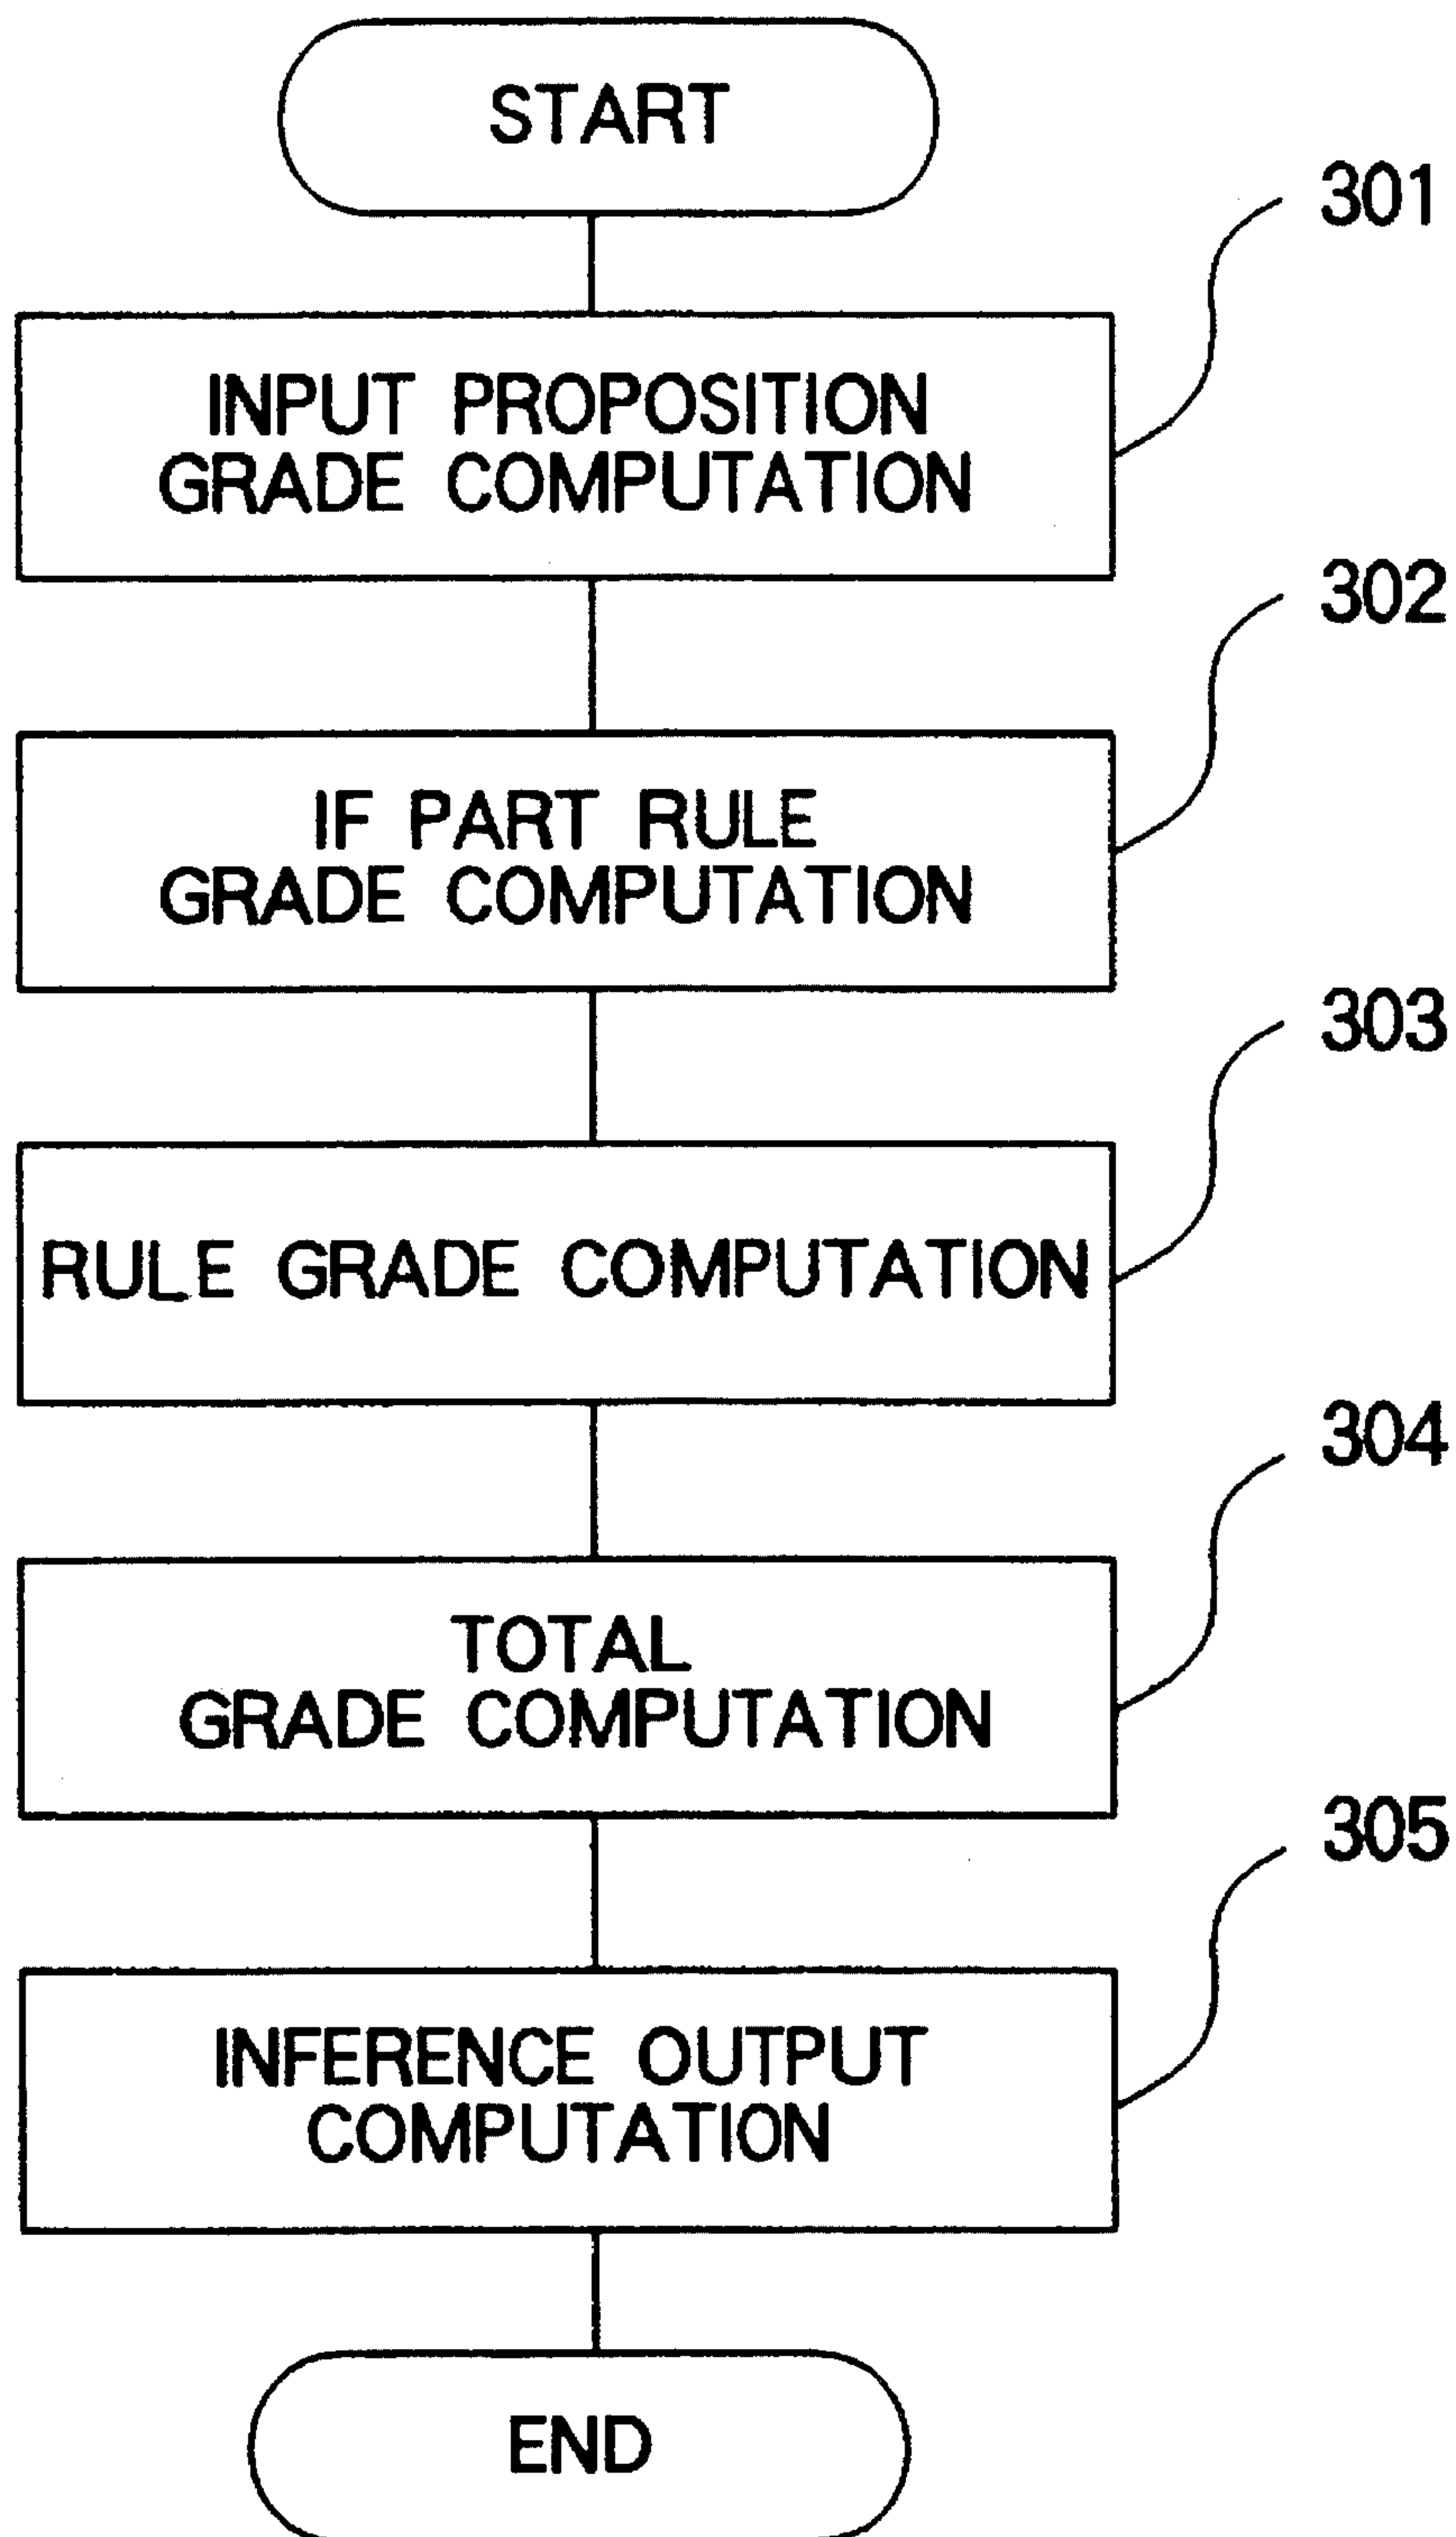 START
301
INPUT PROPOSITION
GRADE COMPUTATION
302
IF PART RULE
GRADE COMPUTATION
303
RULE GRADE COMPUTATION
304
TOTAL
GRADE COMPUTATION
305
INFERENCE OUTPUT
COMPUTATION
END